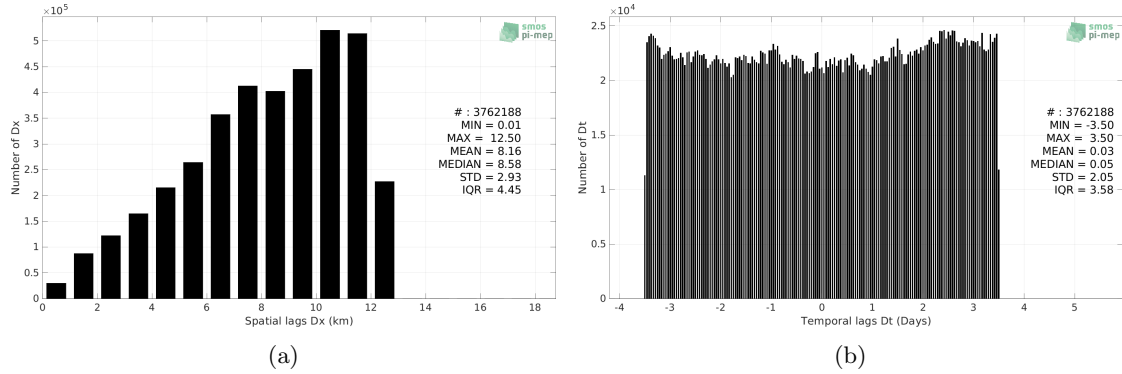 ×10⁵
5
4.5
4
3.5
3
2.5
2
1.5
1
0.5
0
Number of Dx
smos
pi-mep
# : 3762188
MIN = 0.01
MAX = 12.50
MEAN = 8.16
MEDIAN = 8.58
STD = 2.93
IQR = 4.45
0 2 4 6 8 10 12 14 16 18
Spatial lags Dx (km)
(a)
×10⁴
2.5
2
1.5
1
0.5
0
Number of Dt
smos
pi-mep
# : 3762188
MIN = -3.50
MAX = 3.50
MEAN = 0.03
MEDIAN = 0.05
STD = 2.05
IQR = 3.58
-4 -3 -2 -1 0 1 2 3 4 5
Temporal lags Dt (Days)
(b)